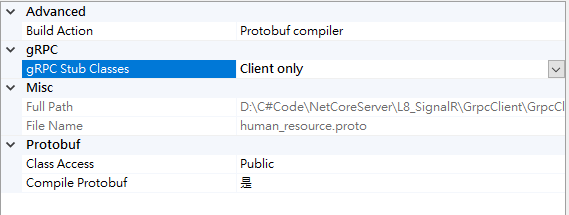 Advanced
Build Action Protobuf compiler
gRPC
gRPC Stub Classes Client only
Misc
Full Path D:\C#Code\NetCoreServer\L8_SignalR\GrpcClient\GrpcCl
File Name human_resource.proto
Protobuf
Class Access Public
Compile Protobuf 是